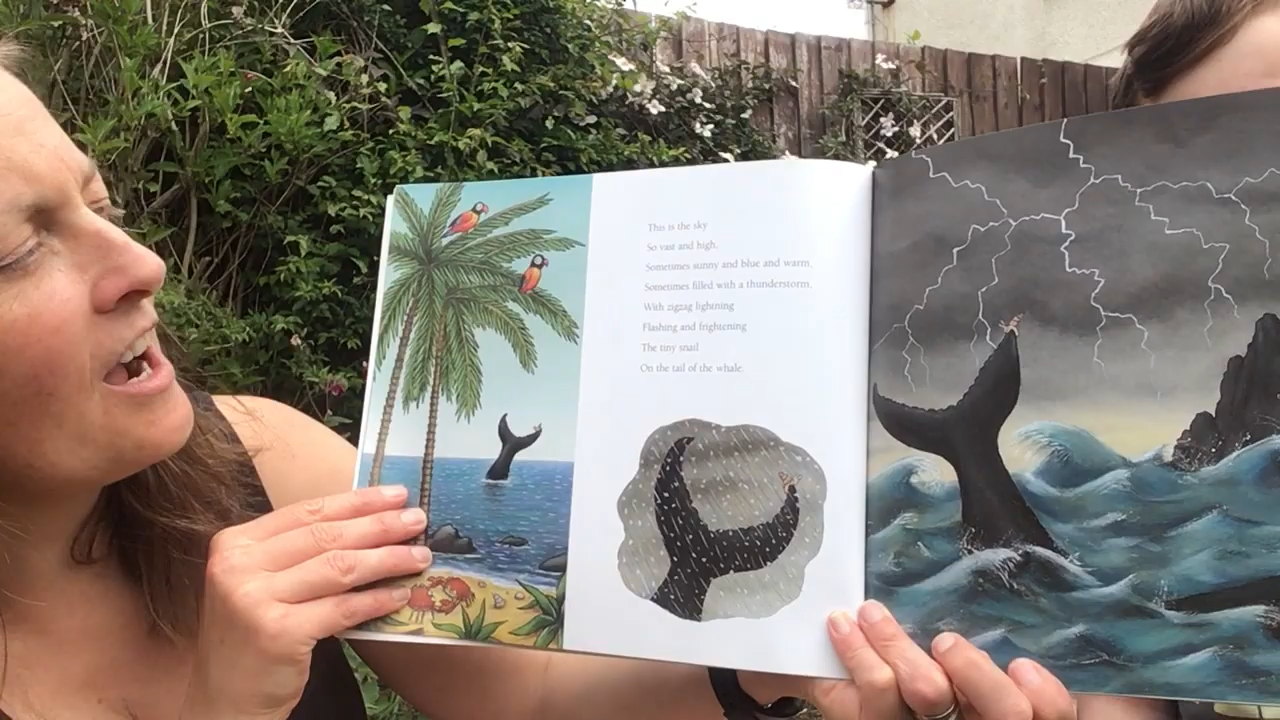 This is the sky
So vast and high,
Sometimes sunny and blue and warm,
Sometimes filled with a thunderstorm,
With zigzag lightning
Flashing and frightening
The tiny snail
On the tail of the whale.